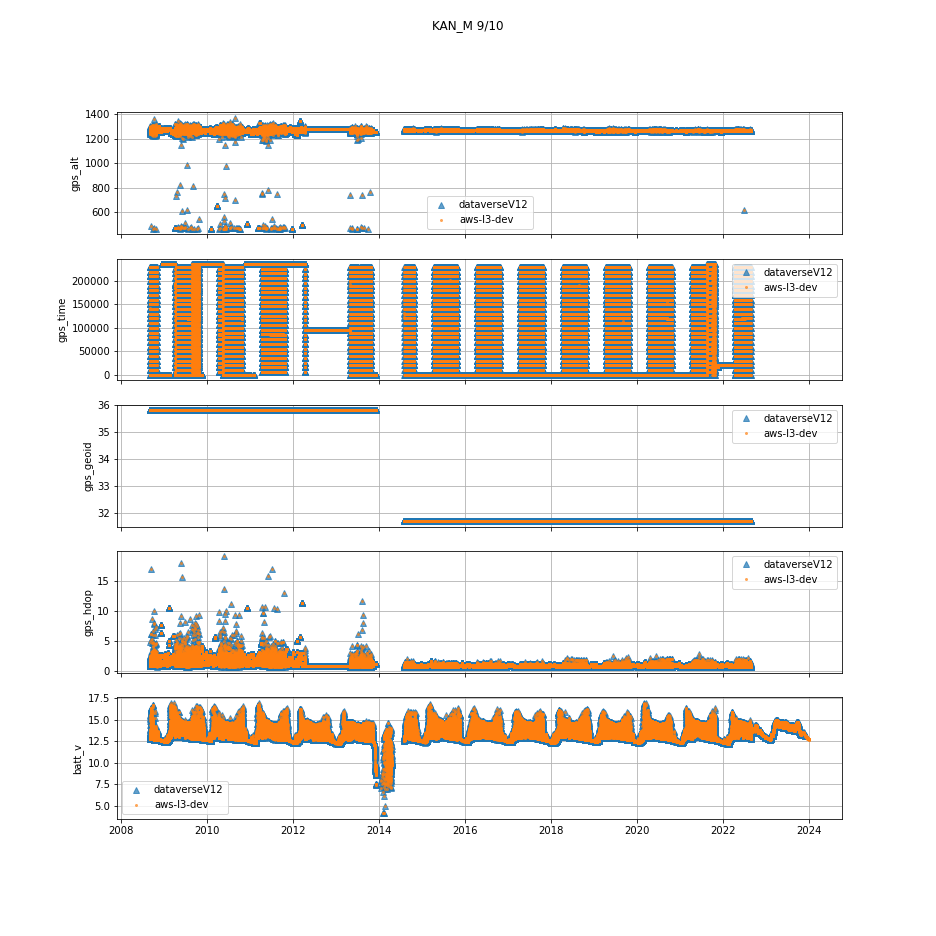 KAN_M 9/10
gps_alt
1400
1200
1000
800
600
dataverseV12
aws-l3-dev
gps_time
200000
150000
100000
50000
0
dataverseV12
aws-l3-dev
gps_geoid
36
35
34
33
32
dataverseV12
aws-l3-dev
gps_hdop
15
10
5
0
dataverseV12
aws-l3-dev
batt_v
17.5
15.0
12.5
10.0
7.5
5.0
dataverseV12
aws-l3-dev
2008 2010 2012 2014 2016 2018 2020 2022 2024